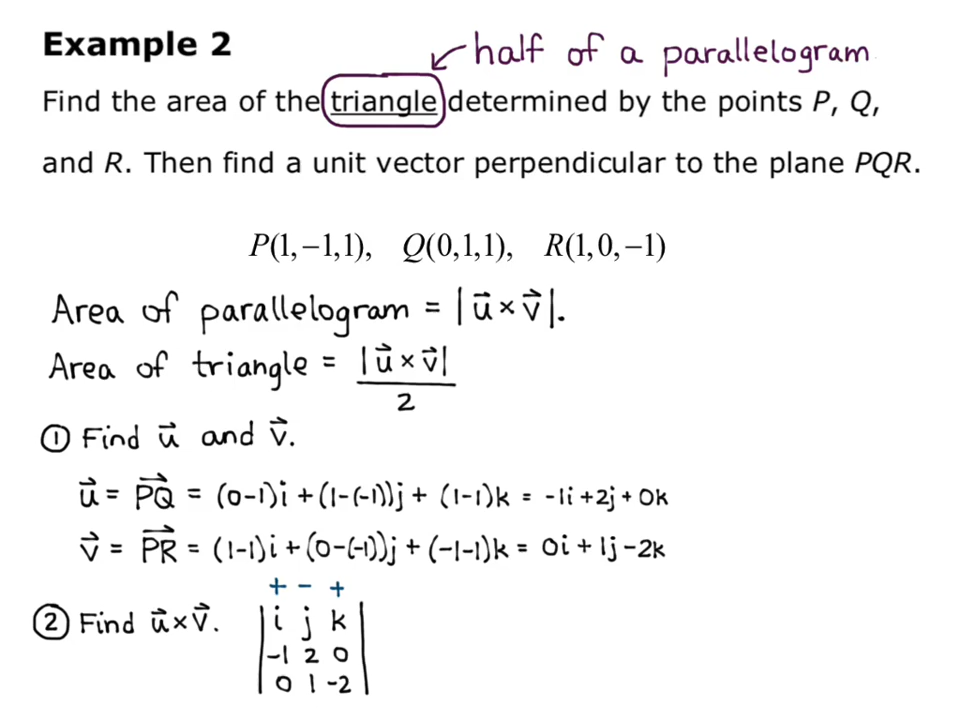 Example 2
half of a parallelogram
Find the area of the triangle determined by the points P, Q,
and R. Then find a unit vector perpendicular to the plane PQR.
P(1,−1,1),   Q(0,1,1),   R(1,0,−1)
Area of parallelogram = |u⃗ × v⃗|.
Area of triangle = |u⃗ × v⃗|
2
① Find u⃗ and v⃗.
u⃗ = P͞Q⃗ = (0-1)i + (1-(-1))j + (1-1)k = -1i + 2j + 0k
v⃗ = P͞R⃗ = (1-1)i + (0-(-1))j + (-1-1)k = 0i + 1j - 2k
+ − +
② Find u⃗ × v⃗. | i j k |
-1 2 0
0 1 -2